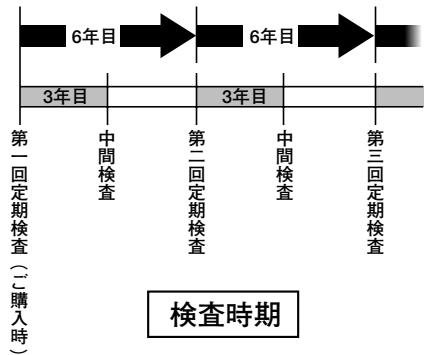 6年目
6年目
3年目
3年目
第一回定期検査（ご購入時）
中間検査
第二回定期検査
中間検査
第三回定期検査
検査時期